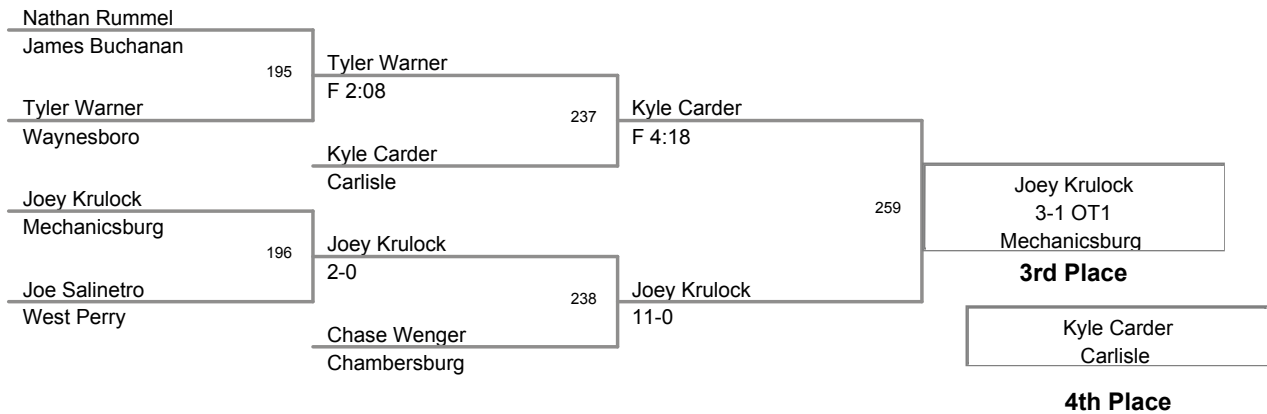 Nathan Rummel
James Buchanan
195
Tyler Warner
F 2:08
Tyler Warner
Waynesboro
237
Kyle Carder
F 4:18
Kyle Carder
Carlisle
Joey Krulock
Mechanicsburg
259
Joey Krulock
3-1 OT1
Mechanicsburg
3rd Place
196
Joey Krulock
2-0
Joe Salinetro
West Perry
238
Joey Krulock
11-0
Chase Wenger
Chambersburg
Kyle Carder
Carlisle
4th Place